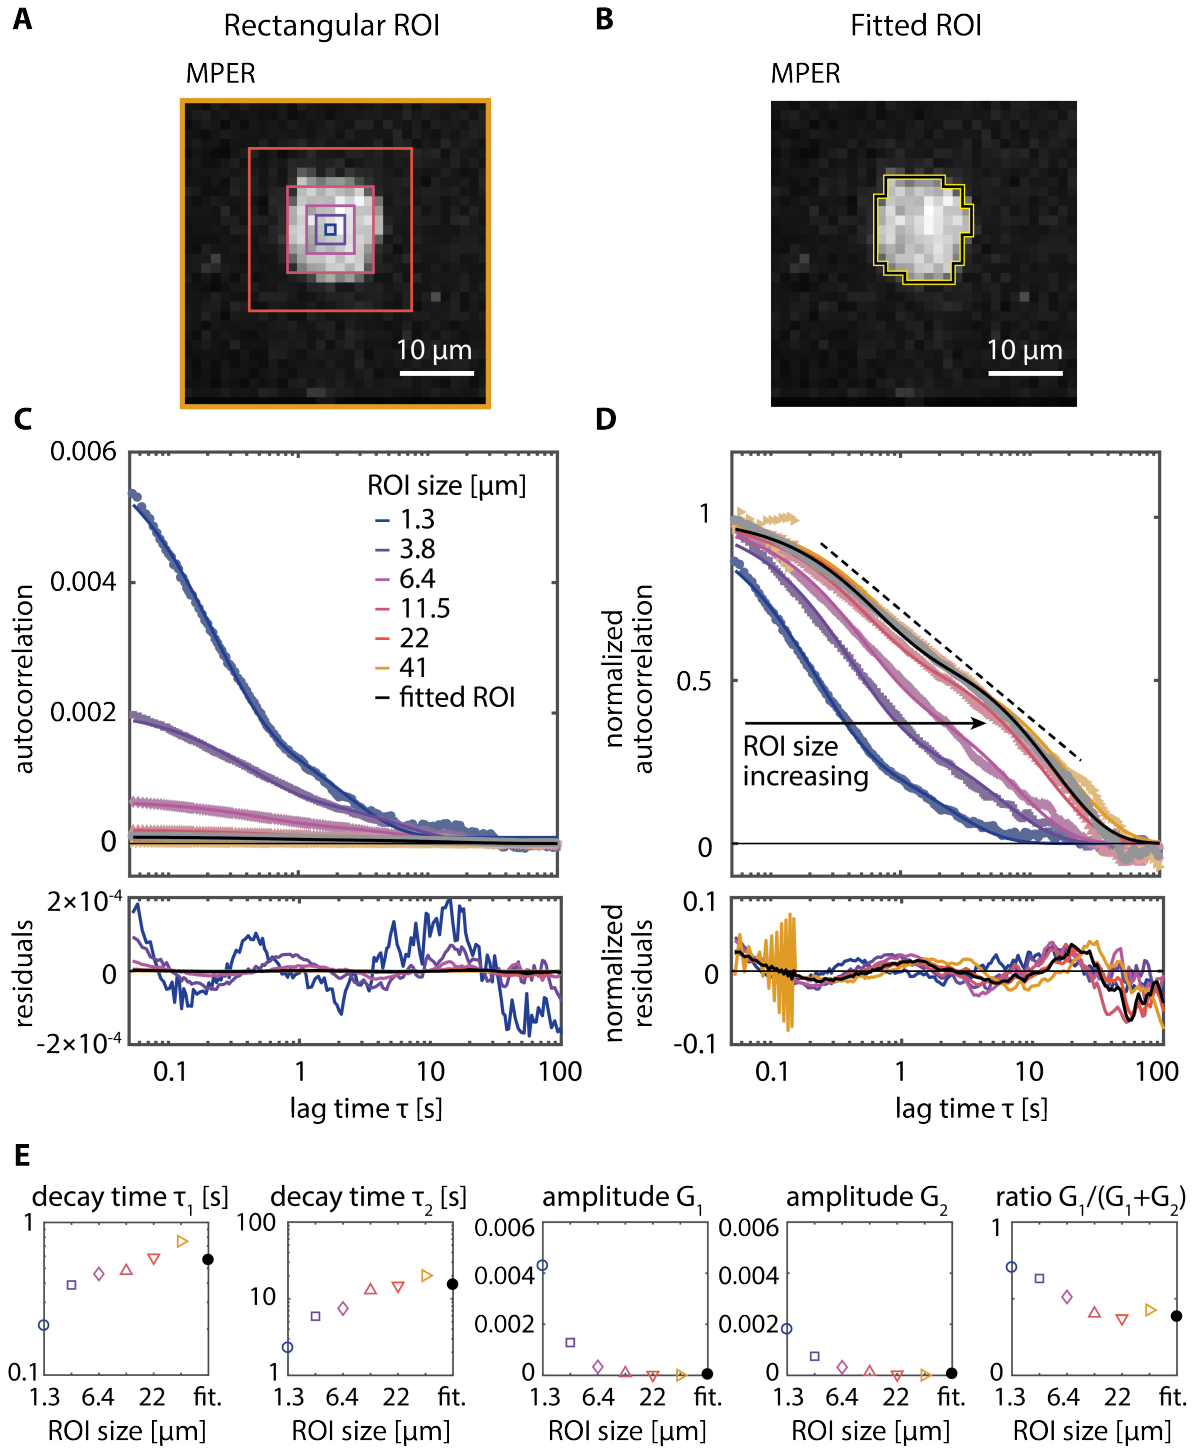 A
Rectangular ROI
MPER
10 µm
B
Fitted ROI
MPER
10 µm
C
autocorrelation
0.006
0.004
0.002
0
ROI size [µm]
1.3
3.8
6.4
11.5
22
41
fitted ROI
residuals
2×10⁻⁴
0
-2×10⁻⁴
0.1 1 10 100
lag time τ [s]
D
normalized
autocorrelation
1
0.5
0
ROI size
increasing
normalized
residuals
0.1
0
-0.1
0.1 1 10 100
lag time τ [s]
E
decay time τ₁ [s]
1
0.1
1.3 6.4 22 fit.
ROI size [µm]
decay time τ₂ [s]
100
10
1
1.3 6.4 22 fit.
ROI size [µm]
amplitude G₁
0.006
0.004
0.002
0
1.3 6.4 22 fit.
ROI size [µm]
amplitude G₂
0.006
0.004
0.002
0
1.3 6.4 22 fit.
ROI size [µm]
ratio G₁/(G₁+G₂)
1
0
1.3 6.4 22 fit.
ROI size [µm]